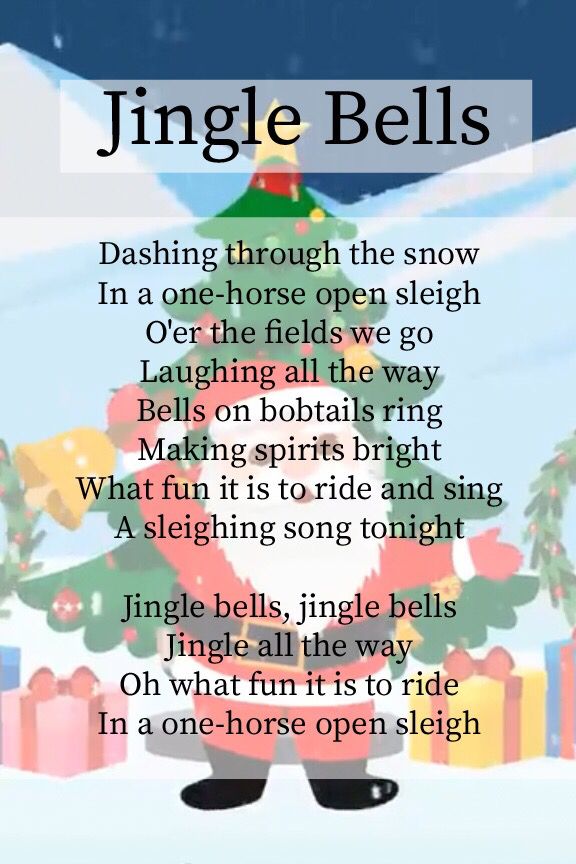 Jingle Bells
Dashing through the snow
In a one-horse open sleigh
O'er the fields we go
Laughing all the way
Bells on bobtails ring
Making spirits bright
What fun it is to ride and sing
A sleighing song tonight
Jingle bells, jingle bells
Jingle all the way
Oh what fun it is to ride
In a one-horse open sleigh